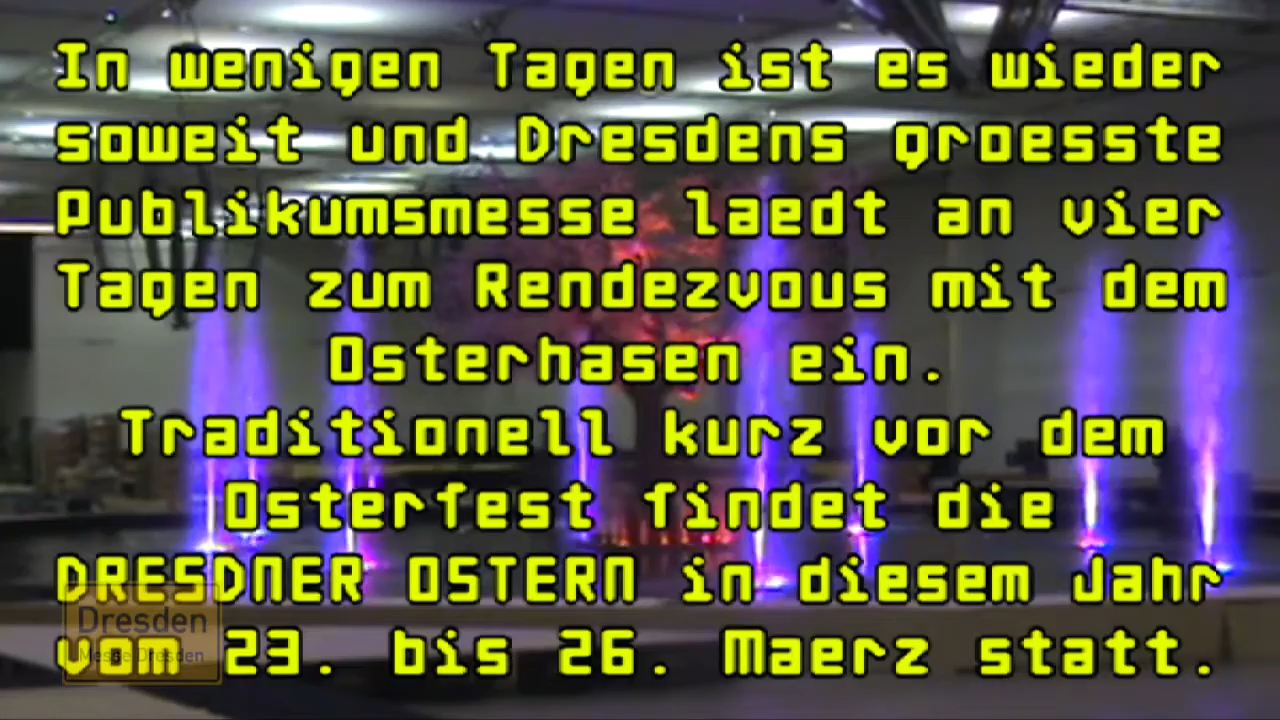 In wenigen Tagen ist es wieder
soweit und Dresdens groesste
Publikumsmesse laedt an vier
Tagen zum Rendezvous mit dem
Osterhasen ein.
Traditionell kurz vor dem
Osterfest findet die
DRESDNER OSTERN in diesem Jahr
vom 23. bis 26. Maerz statt.
Dresden
Messe Dresden